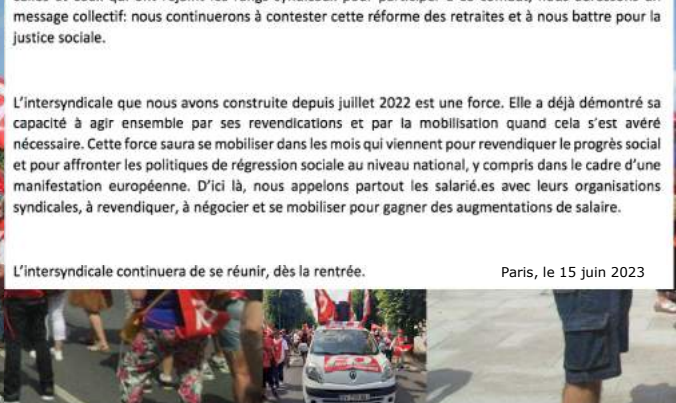 message collectif: nous continuerons à contester cette réforme des retraites et à nous battre pour la
justice sociale.
L'intersyndicale que nous avons construite depuis juillet 2022 est une force. Elle a déjà démontré sa
capacité à agir ensemble par ses revendications et par la mobilisation quand cela s'est avéré
nécessaire. Cette force saura se mobiliser dans les mois qui viennent pour revendiquer le progrès social
et pour affronter les politiques de régression sociale au niveau national, y compris dans le cadre d'une
manifestation européenne. D'ici là, nous appelons partout les salarié.es avec leurs organisations
syndicales, à revendiquer, à négocier et se mobiliser pour gagner des augmentations de salaire.
L'intersyndicale continuera de se réunir, dès la rentrée.
Paris, le 15 juin 2023
FO